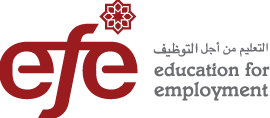 efe
التعليم من أجل التوظيف
education for
employment